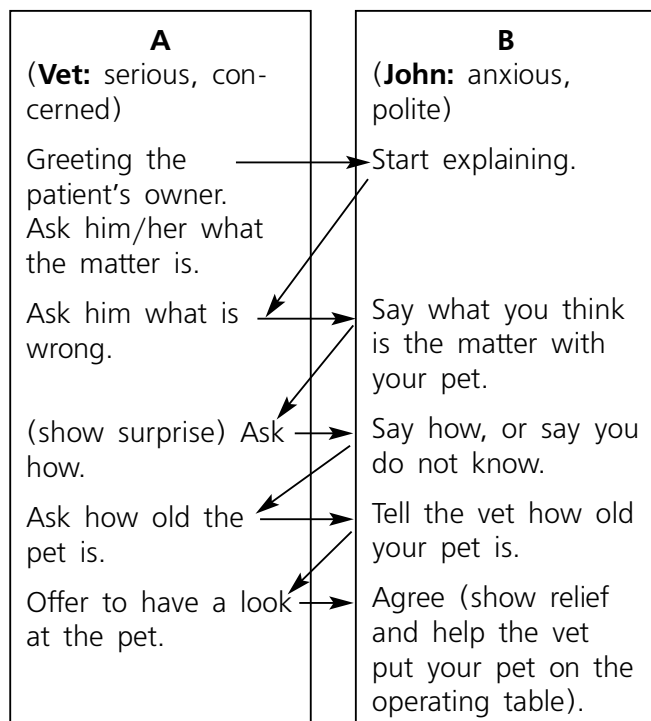 A
(Vet: serious, con-
cerned)
Greeting the
patient's owner.
Ask him/her what
the matter is.
Ask him what is
wrong.
(show surprise) Ask
how.
Ask how old the
pet is.
Offer to have a look
at the pet.
B
(John: anxious,
polite)
Start explaining.
Say what you think
is the matter with
your pet.
Say how, or say you
do not know.
Tell the vet how old
your pet is.
Agree (show relief
and help the vet
put your pet on the
operating table).